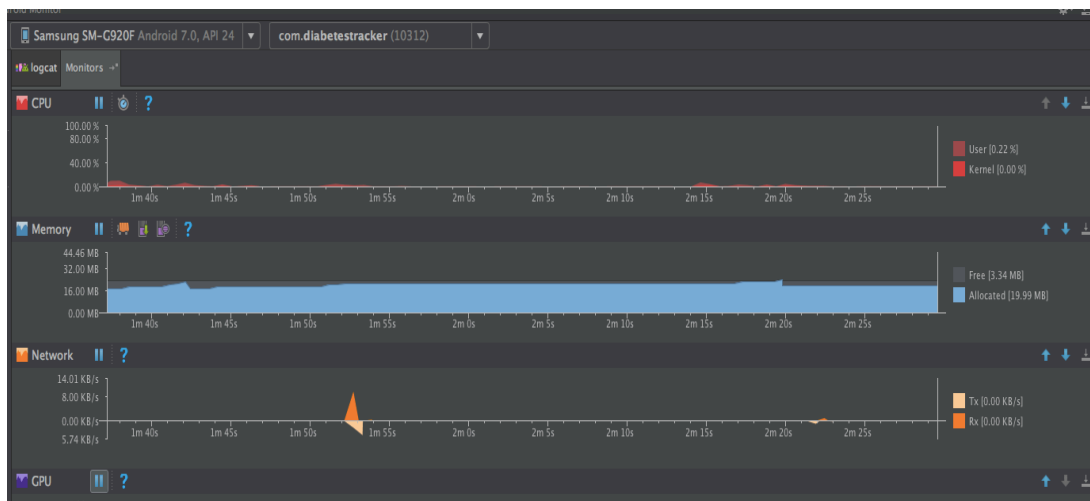 Android Monitor
Samsung SM-G920F Android 7.0, API 24 com.diabetestracker (10312)
logcat Monitors
CPU ?
100.00 %
80.00 %
40.00 %
0.00 %
User [0.22 %]
Kernel [0.00 %]
1m 40s 1m 45s 1m 50s 1m 55s 2m 0s 2m 5s 2m 10s 2m 15s 2m 20s 2m 25s
Memory ?
44.46 MB
32.00 MB
16.00 MB
0.00 MB
Free [3.34 MB]
Allocated [19.99 MB]
1m 40s 1m 45s 1m 50s 1m 55s 2m 0s 2m 5s 2m 10s 2m 15s 2m 20s 2m 25s
Network ?
14.01 KB/s
8.00 KB/s
0.00 KB/s
5.74 KB/s
Tx [0.00 KB/s]
Rx [0.00 KB/s]
1m 40s 1m 45s 1m 50s 1m 55s 2m 0s 2m 5s 2m 10s 2m 15s 2m 20s 2m 25s
GPU ?